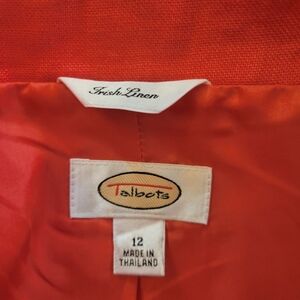 Irish Linen
Talbots
12
MADE IN
THAILAND